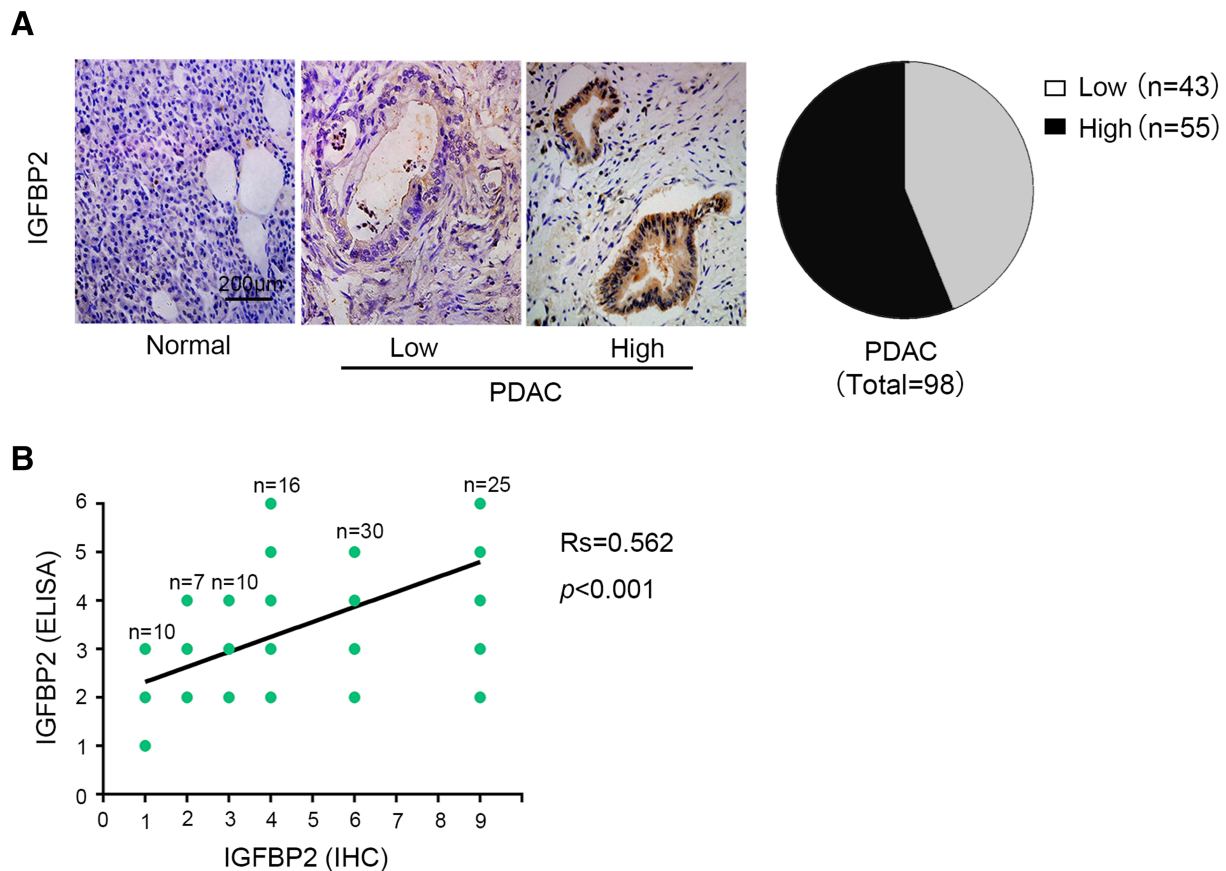 A
IGFBP2
200μm
Normal
Low
High
PDAC
Low（n=43）
High（n=55）
PDAC
（Total=98）
B
n=16
n=25
n=30
n=7
n=10
n=10
Rs=0.562
p<0.001
IGFBP2 (ELISA)
6
5
4
3
2
1
0
0 1 2 3 4 5 6 7 8 9
IGFBP2 (IHC)